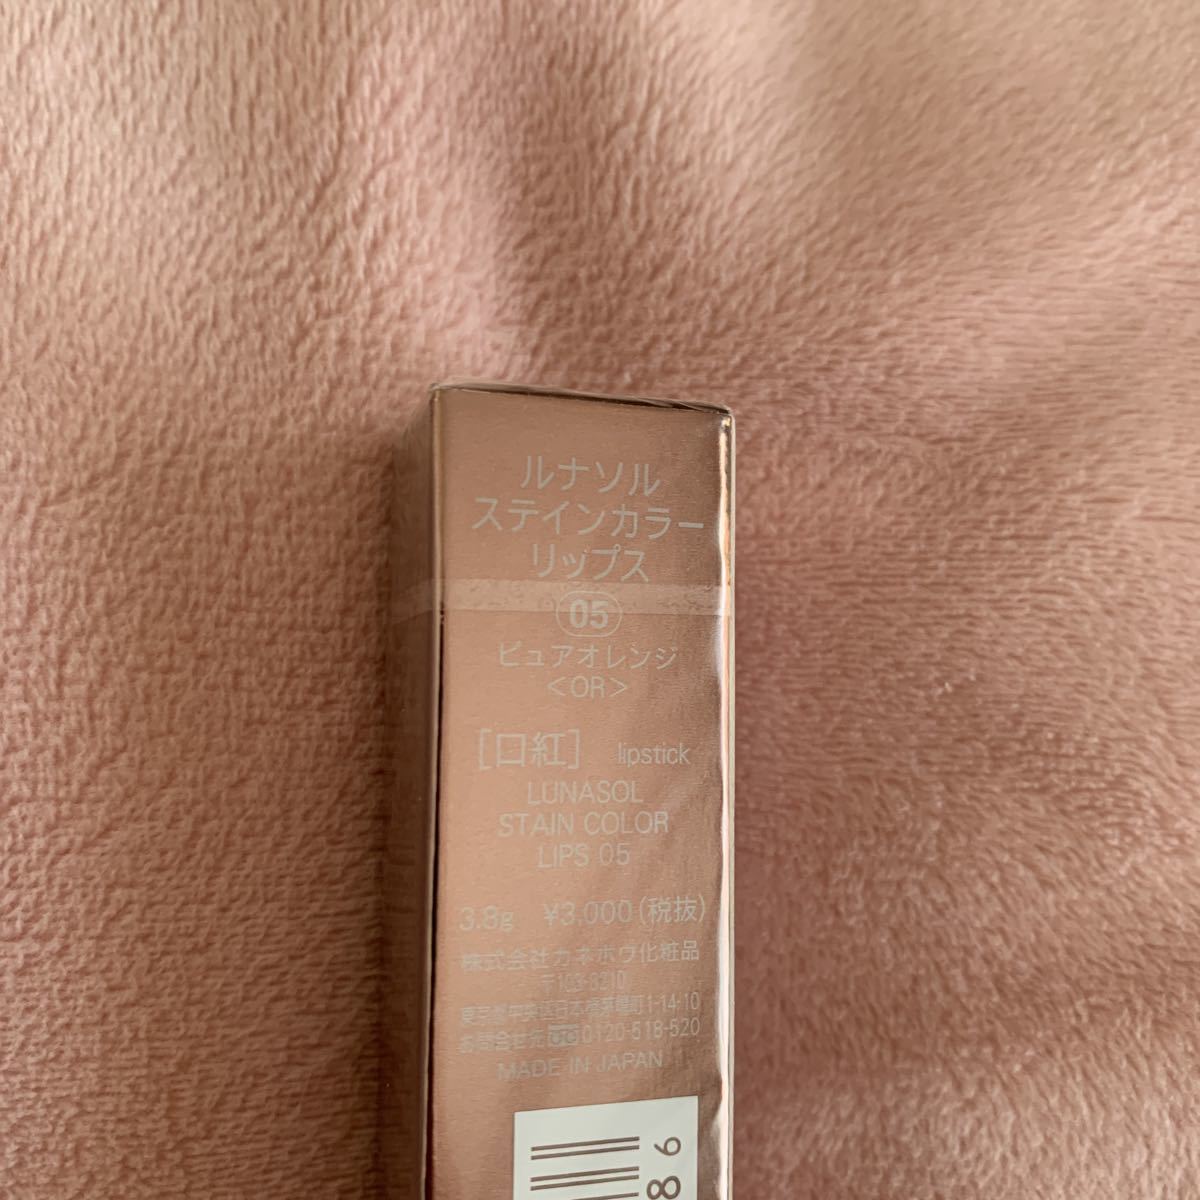 ルナソル
ステインカラー
リップス
05
ピュアオレンジ
<OR>
[口紅] lipstick
LUNASOL
STAIN COLOR
LIPS 05
3.8g ¥3,000(税抜)
株式会社カネボウ化粧品
〒103-8210
東京都中央区日本橋茅場町1-14-10
お問合せ先 0120-518-520
MADE IN JAPAN
98